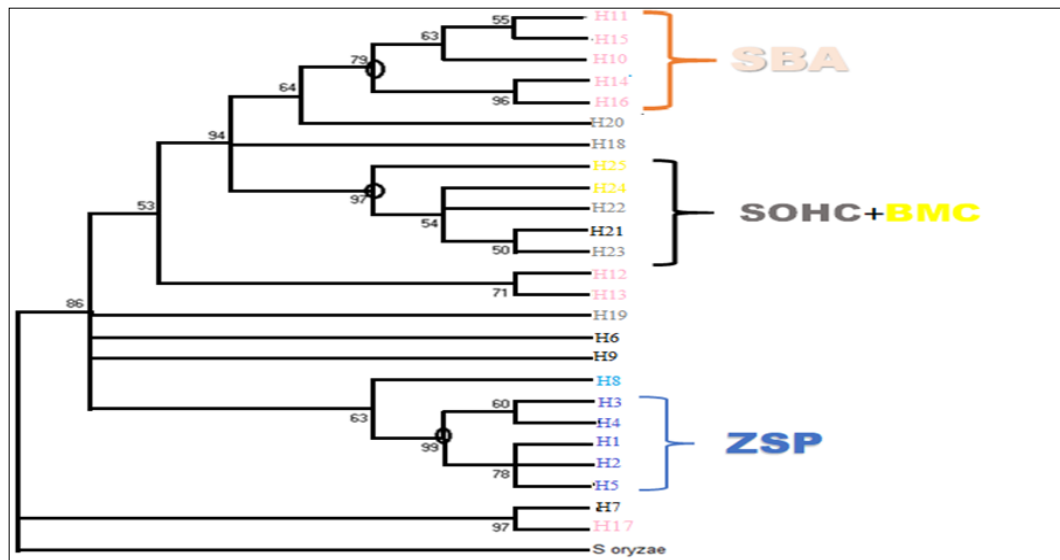 55
H11
H15
63
H10
79
H14
96
H16
SBA
64
H20
94
H18
H25
97
H24
H22
54
H21
50
H23
SOHC+BMC
53
H12
71
H13
86
H19
H6
H9
H8
63
60
H3
H4
99
H1
H2
78
H5
ZSP
H7
97
H17
S oryzae